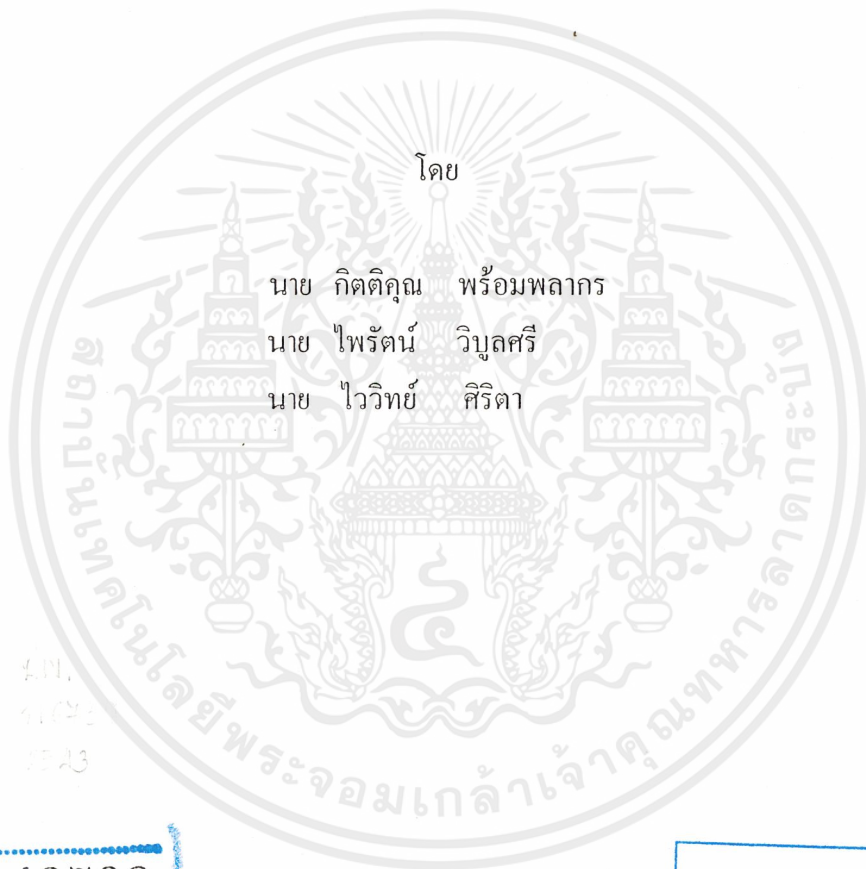 โดย
นาย กิตติคุณ พร้อมพลากร
นาย ไพรัตน์ วิบูลศรี
นาย ไววิทย์ ศิริตา
สถาบันเทคโนโลยีพระจอมเกล้าเจ้าคุณทหารลาดกระบัง